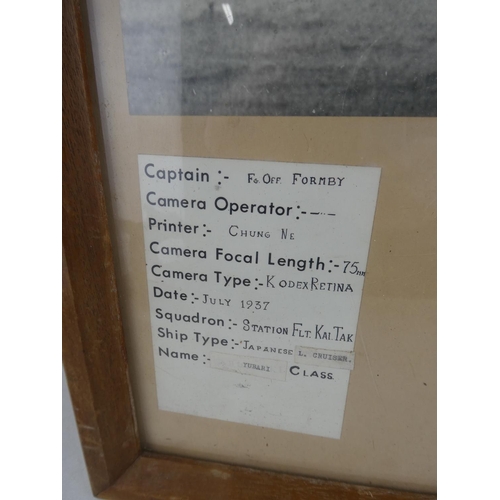 Captain :- Fg. Off. FORMBY
Camera Operator:- --
Printer:- CHUNG NE
Camera Focal Length:- 75MM
Camera Type:- KODEX RETINA
Date:- JULY 1937
Squadron:- STATION FLT. KAI TAK
Ship Type:- JAPANESE L. CRUISER.
Name:- YUBARI CLASS.